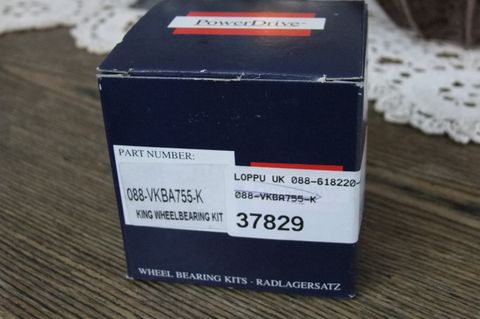 PowerDrive
PART NUMBER:
088-VKBA755-K
KING WHEELBEARING KIT
LOPPU UK 088-618220-
088-VKBA755-K
37829
WHEEL BEARING KITS - RADLAGERSATZ